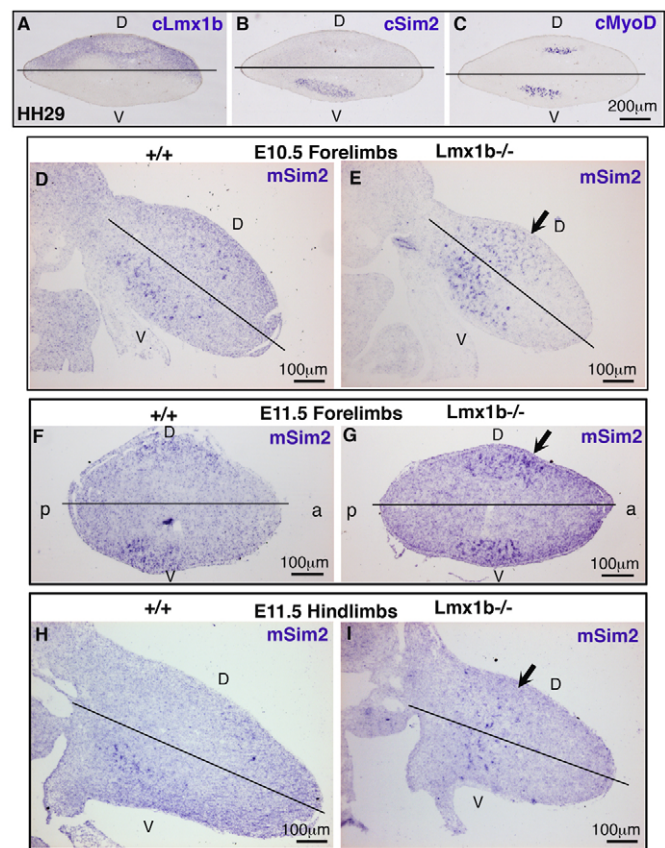 A D cLmx1b
HH29 V
B D cSim2
V
C D cMyoD
V 200μm
+/+ E10.5 Forelimbs Lmx1b-/-
D mSim2
D
V
100μm
E mSim2
D
V
100μm
+/+ E11.5 Forelimbs Lmx1b-/-
F D mSim2
p
V
100μm
G D mSim2
p a
a
V
100μm
+/+ E11.5 Hindlimbs Lmx1b-/-
H mSim2
D
V
100μm
I mSim2
D
V
100μm